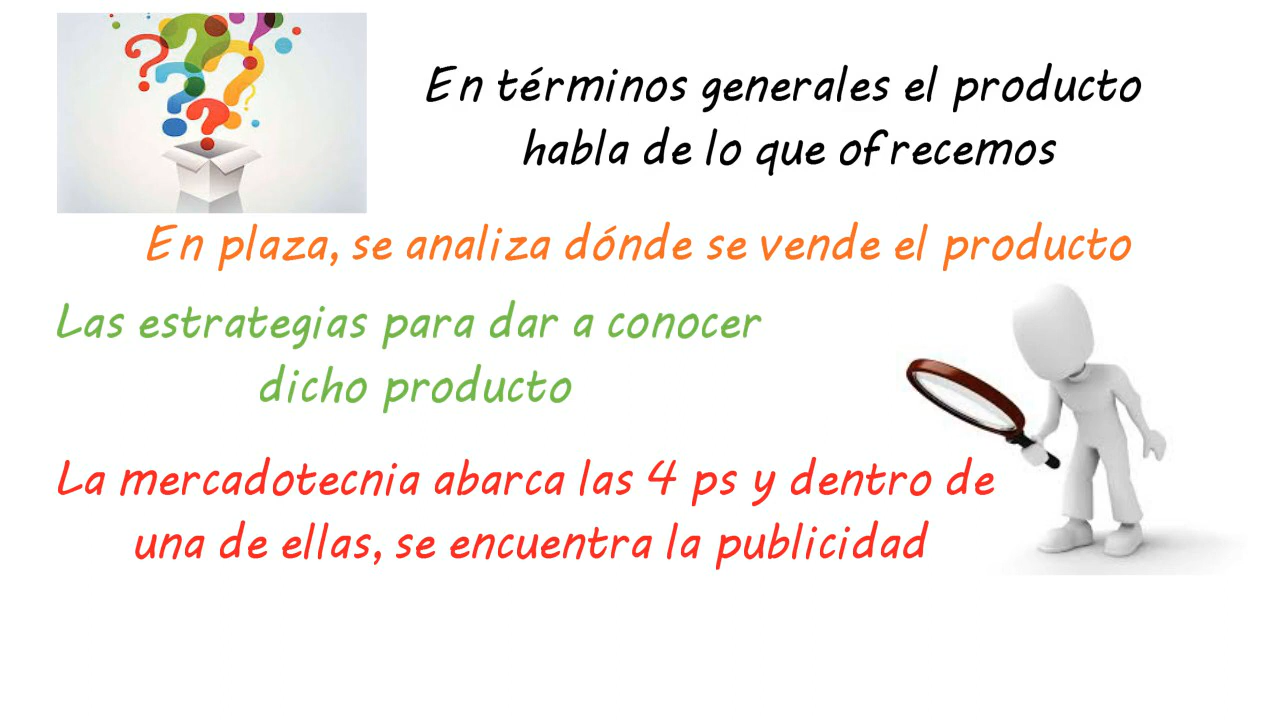 En términos generales el producto
habla de lo que ofrecemos
En plaza, se analiza dónde se vende el producto
Las estrategias para dar a conocer
dicho producto
La mercadotecnia abarca las 4 ps y dentro de
una de ellas, se encuentra la publicidad